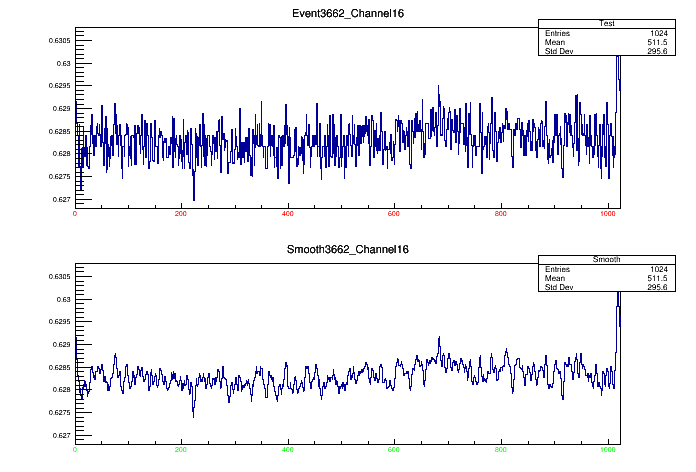 Event3662_Channel16
Test
Entries 1024
Mean 511.5
Std Dev 295.6
0.6305
0.63
0.6295
0.629
0.6285
0.628
0.6275
0.627
0 200 400 600 800 1000
Smooth3662_Channel16
Smooth
Entries 1024
Mean 511.5
Std Dev 295.6
0.6305
0.63
0.6295
0.629
0.6285
0.628
0.6275
0.627
0 200 400 600 800 1000